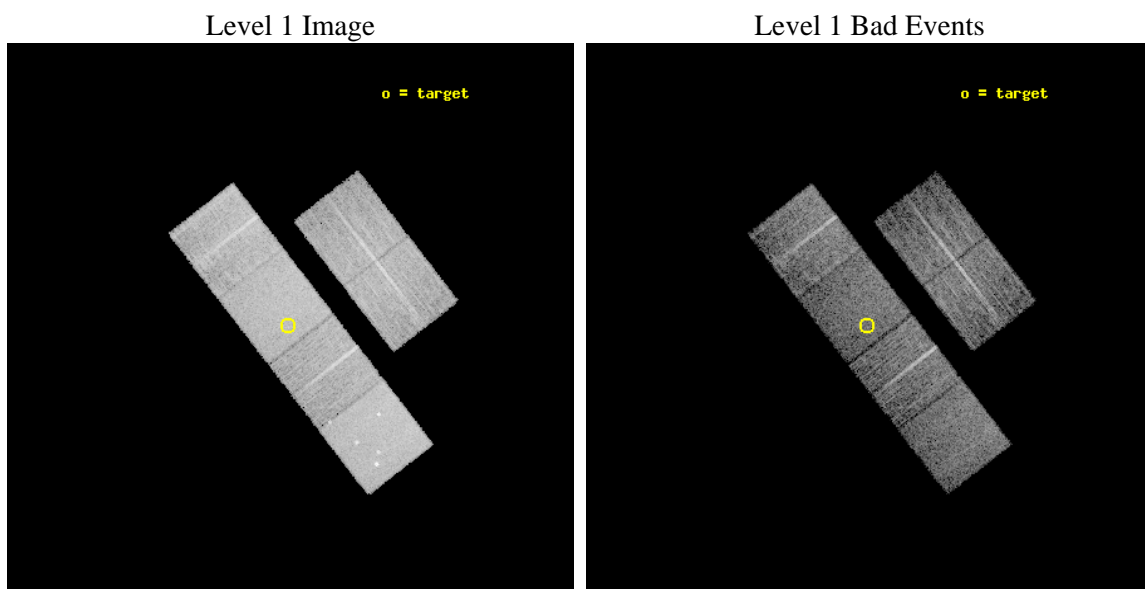 Level 1 Image
Level 1 Bad Events
o = target
o = target